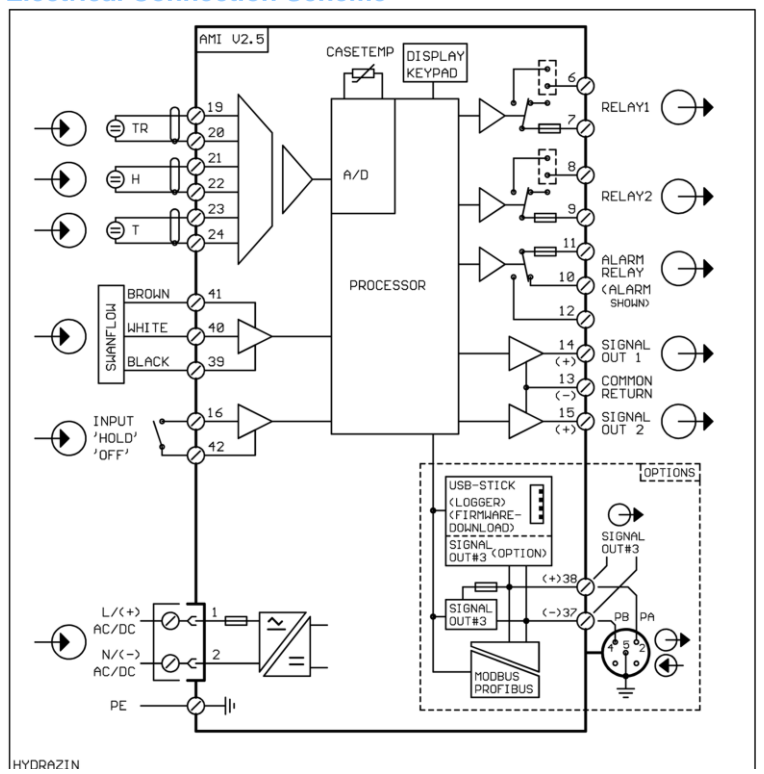 Electrical Connection Scheme
AMI V2.5
CASETEMP
DISPLAY
KEYPAD
19
TR
20
21
H
22
23
T
24
A/D
PROCESSOR
6
RELAY1
7
8
RELAY2
9
11
ALARM
RELAY
10
(ALARM
SHOWN)
12
SWANFLOW
BROWN
41
WHITE
40
BLACK
39
14
(+)
SIGNAL
OUT 1
13
(-)
COMMON
RETURN
15
(+)
SIGNAL
OUT 2
INPUT
'HOLD'
'OFF'
16
42
OPTIONS
USB-STICK
(LOGGER)
(FIRMWARE-
DOWNLOAD)
SIGNAL
OUT#3
(OPTION)
SIGNAL
OUT#3
(+)38
SIGNAL
OUT#3
(-)37
PB
PA
4
5
2
MODBUS
PROFIBUS
L/(+)
AC/DC
1
N/(-)
AC/DC
2
PE
HYDRAZIN